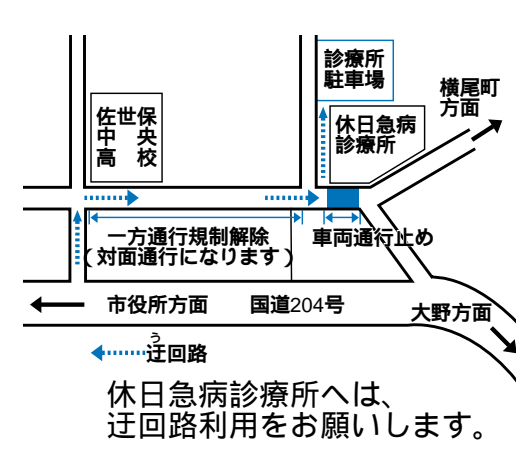 診療所
駐車場
横尾町
方面
佐世保
中　央
高　校
休日急病
診療所
一方通行規制解除
（対面通行になります）
車両通行止め
市役所方面
国道204号
大野方面
う
迂回路
休日急病診療所へは、
迂回路利用をお願いします。